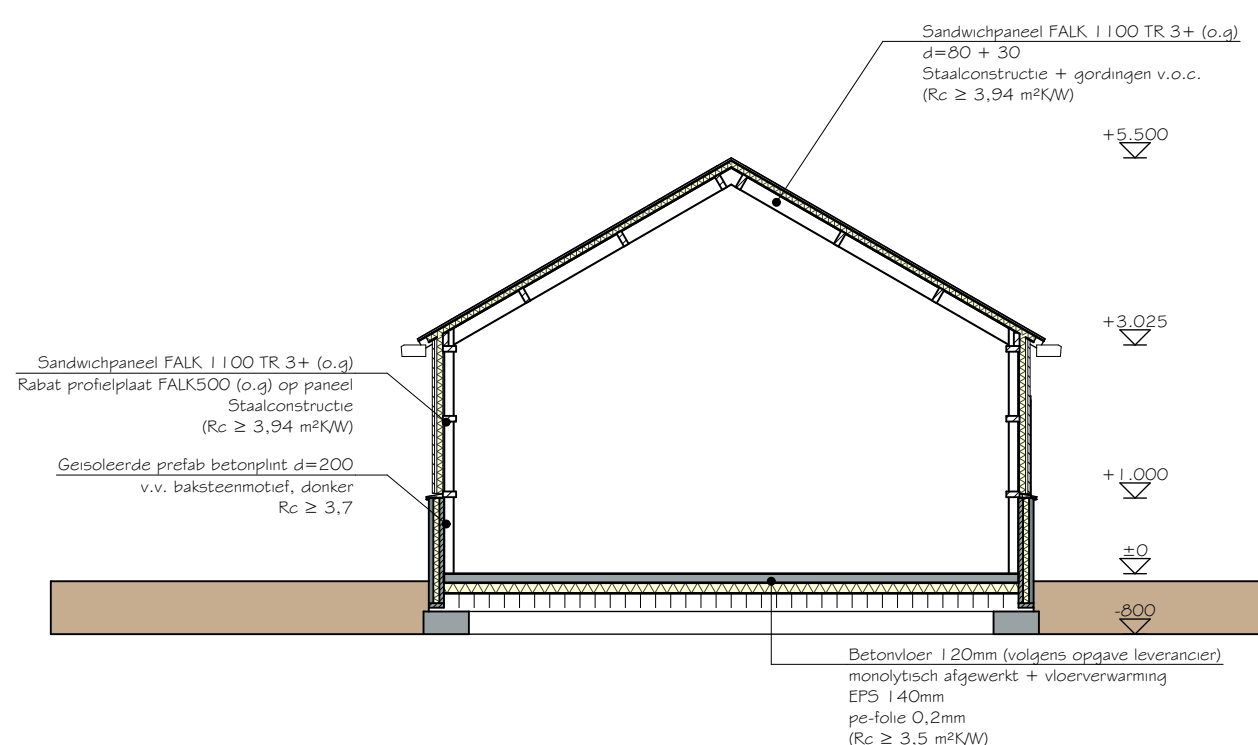 Sandwichpaneel FALK 1100 TR 3+ (o.g)
d=80 + 30
Staalconstructie + gordingen v.o.c.
(Rc ≥ 3,94 m²K/W)
+5.500
+3.025
Sandwichpaneel FALK 1100 TR 3+ (o.g)
Rabat profielplaat FALK500 (o.g) op paneel
Staalconstructie
(Rc ≥ 3,94 m²K/W)
Geisoleerde prefab betonplint d=200
v.v. baksteenmotief, donker
Rc ≥ 3,7
+1.000
±0
-800
Betonvloer 120mm (volgens opgave leverancier)
monolytisch afgewerkt + vloerverwarming
EPS 140mm
pe-folie 0,2mm
(Rc ≥ 3,5 m²K/W)